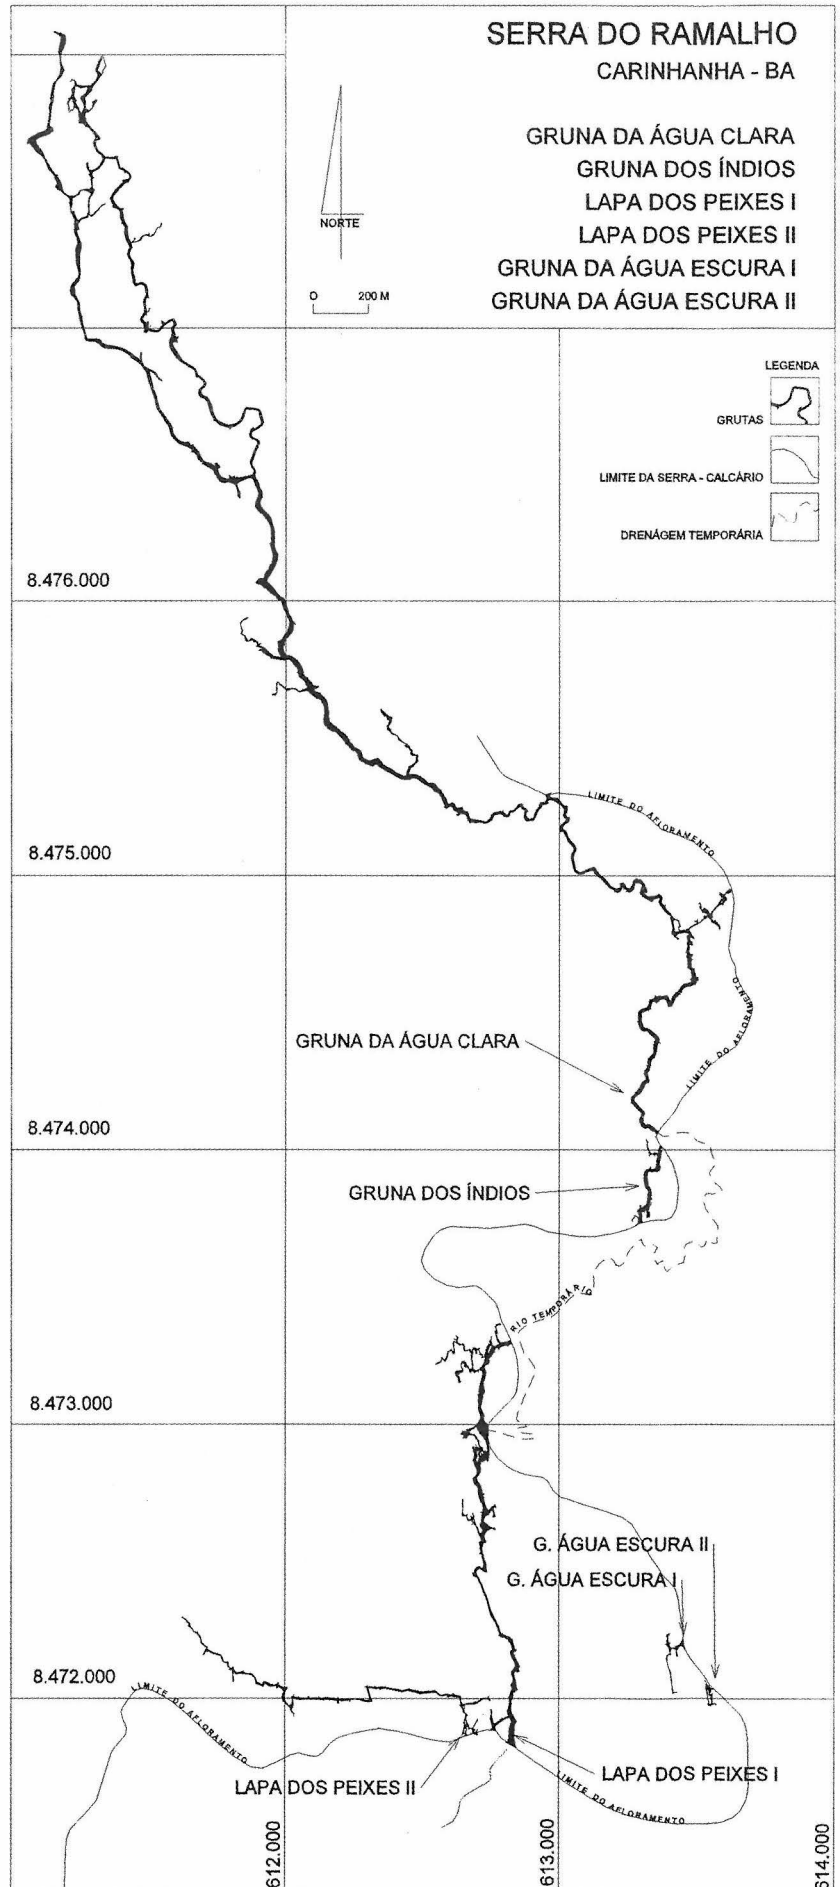 SERRA DO RAMALHO
CARINHANHA - BA
GRUNA DA ÁGUA CLARA
GRUNA DOS ÍNDIOS
LAPA DOS PEIXES I
LAPA DOS PEIXES II
GRUNA DA ÁGUA ESCURA I
GRUNA DA ÁGUA ESCURA II
NORTE
0 200 M
LEGENDA
GRUTAS
LIMITE DA SERRA - CALCÁRIO
DRENÁGEM TEMPORÁRIA
8.476.000
LIMITE DO AFLORAMENTO
8.475.000
LIMITE DO AFLORAMENTO
GRUNA DA ÁGUA CLARA
8.474.000
GRUNA DOS ÍNDIOS
RIO TEMPORÁRIO
8.473.000
G. ÁGUA ESCURA II
G. ÁGUA ESCURA I
8.472.000
LIMITE DO AFLORAMENTO
LAPA DOS PEIXES II
LAPA DOS PEIXES I
LIMITE DO AFLORAMENTO
612.000
613.000
614.000